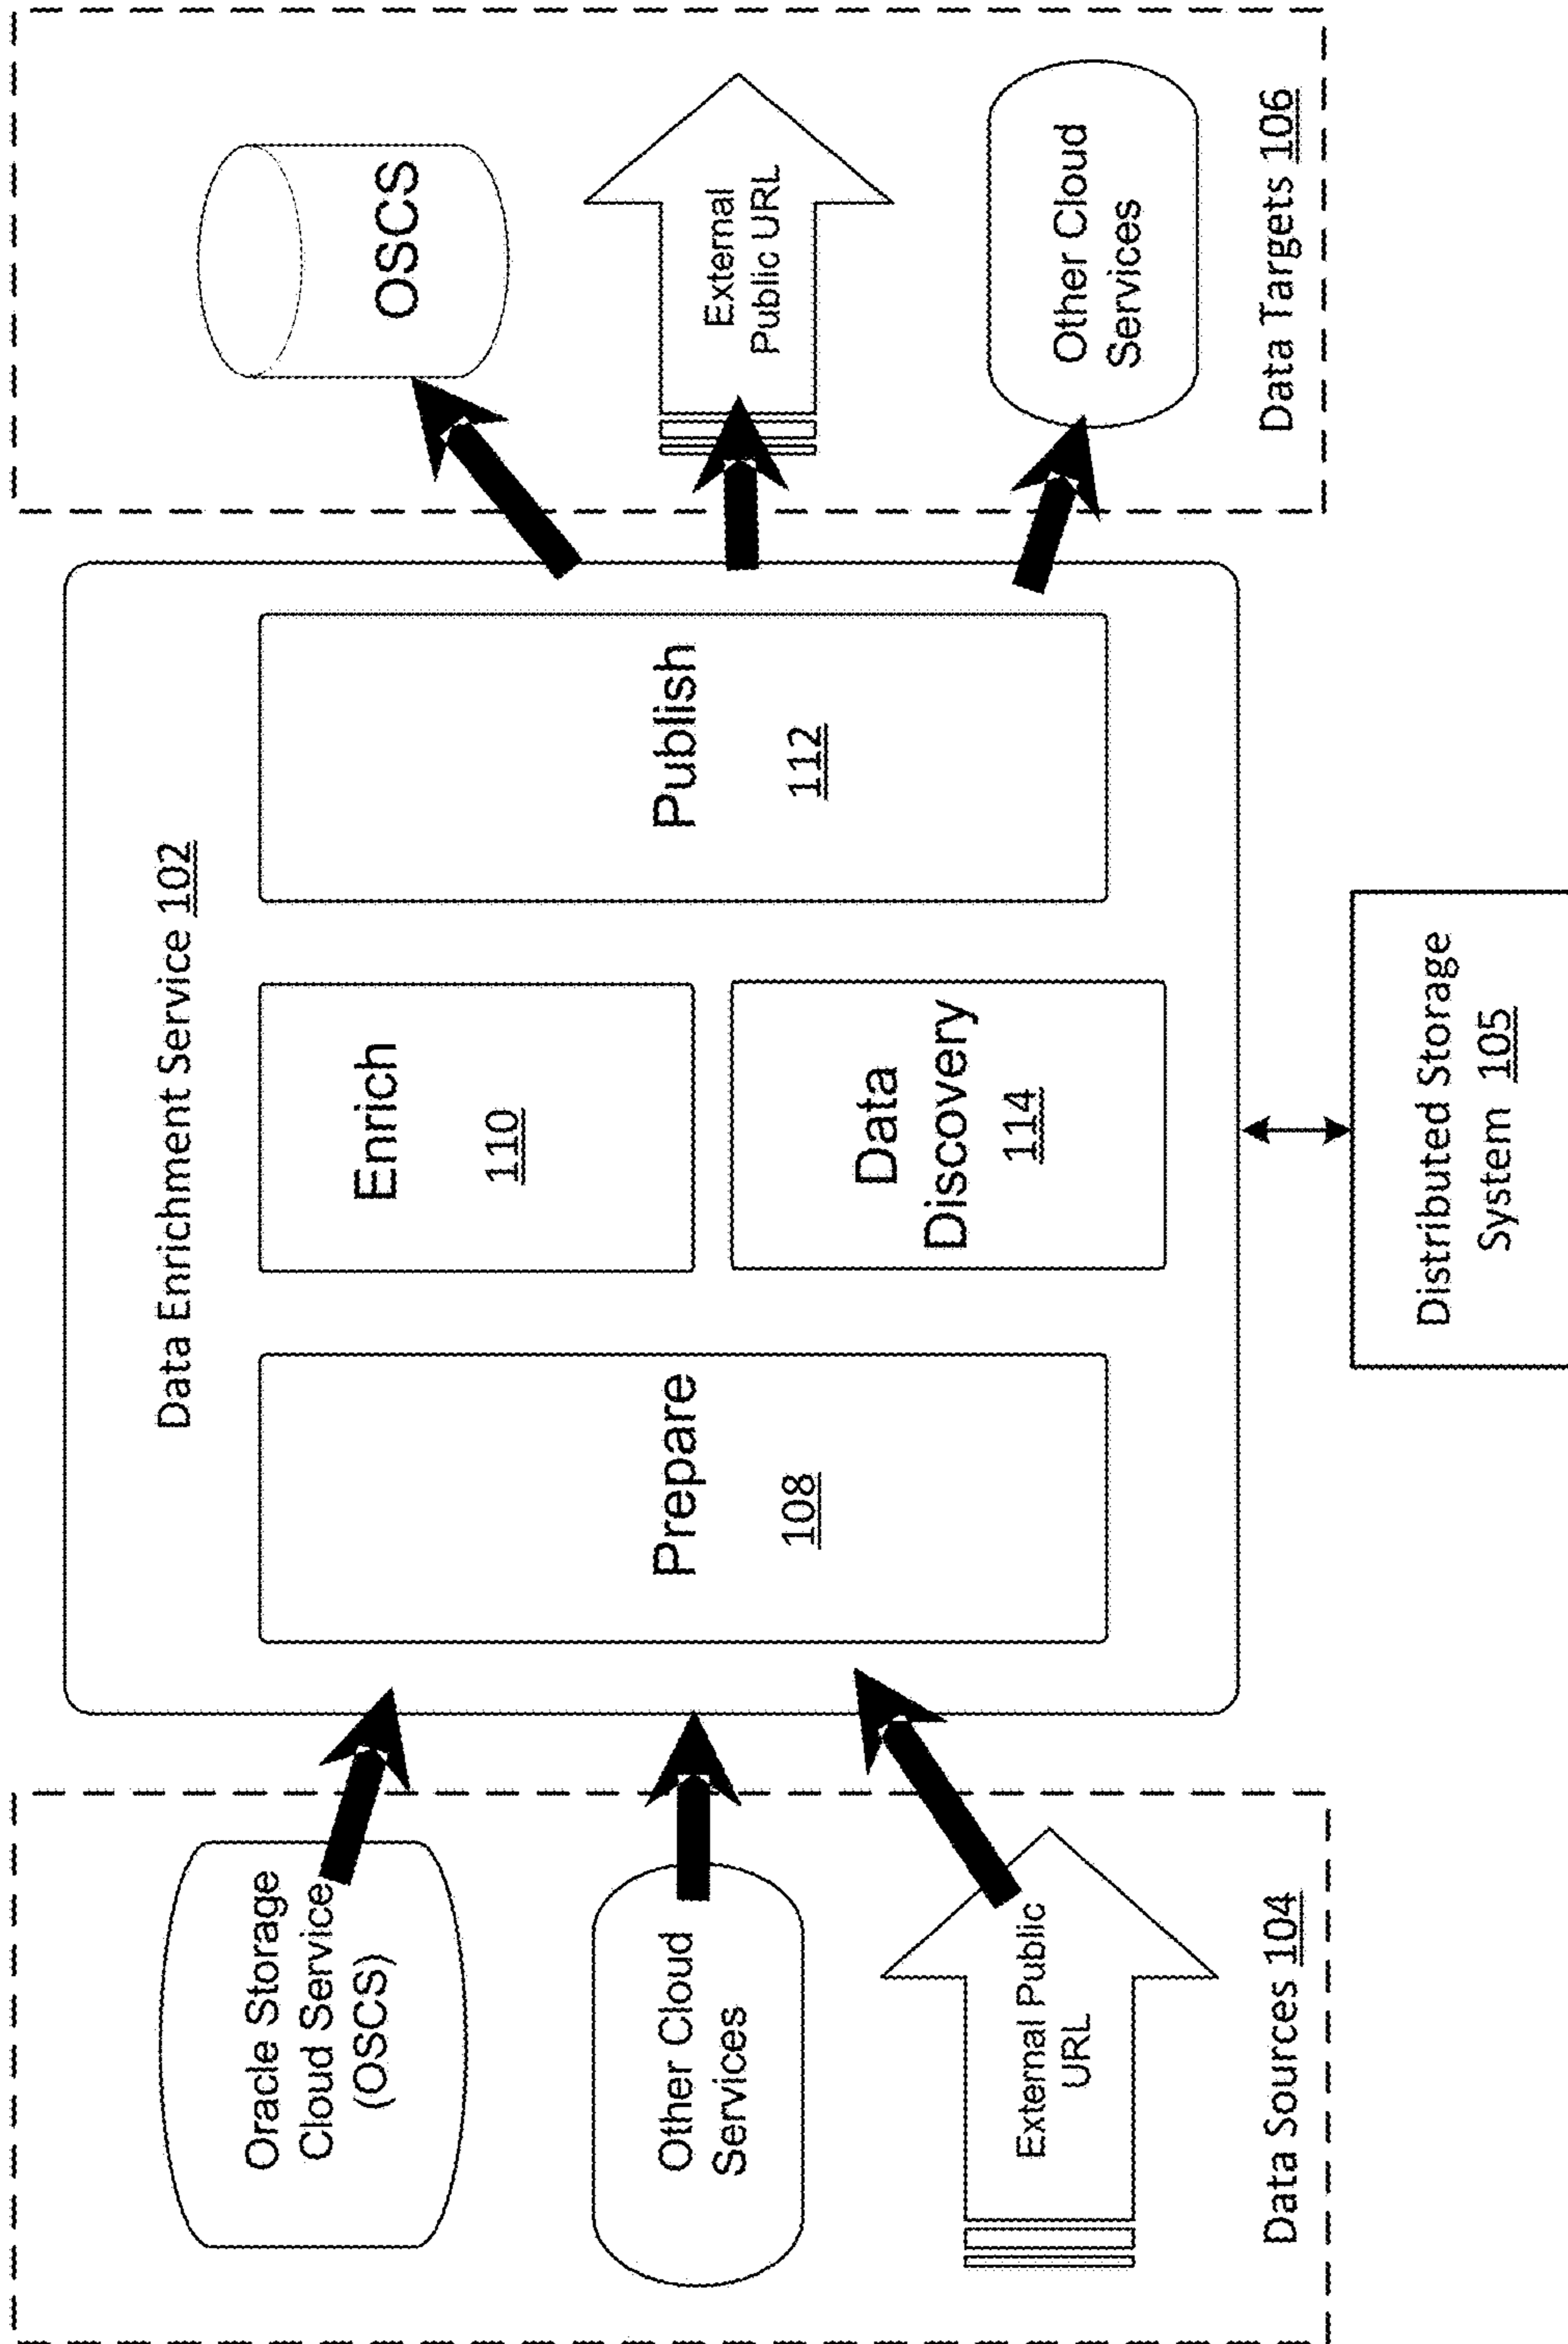 Oracle Storage
Cloud Service
(OSCS)
Other Cloud
Services
External Public
URL
Data Sources 104
Data Enrichment Service 102
Prepare
108
Enrich
110
Data
Discovery
114
Publish
112
Distributed Storage
System 105
OSCS
External
Public URL
Other Cloud
Services
Data Targets 106